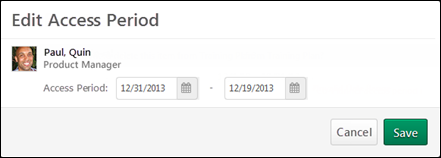 Edit Access Period
Paul, Quin
Product Manager
Access Period: 12/31/2013 - 12/19/2013
Cancel Save